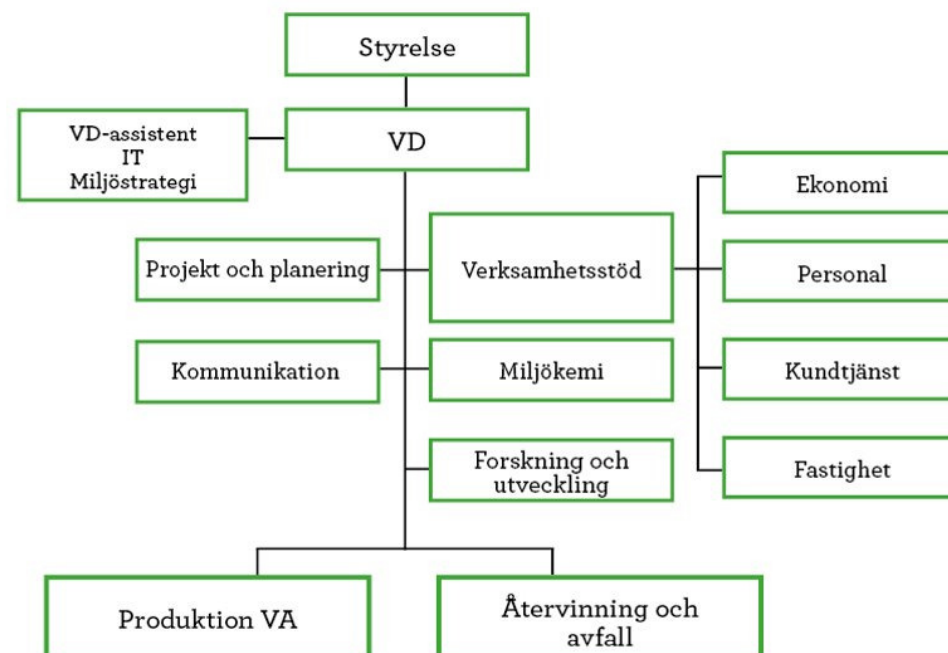 Styrelse
VD-assistent
IT
Miljöstrategi
VD
Projekt och planering
Verksamhetsstöd
Ekonomi
Personal
Kommunikation
Miljökemi
Kundtjänst
Forskning och
utveckling
Fastighet
Produktion VA
Återvinning och
avfall